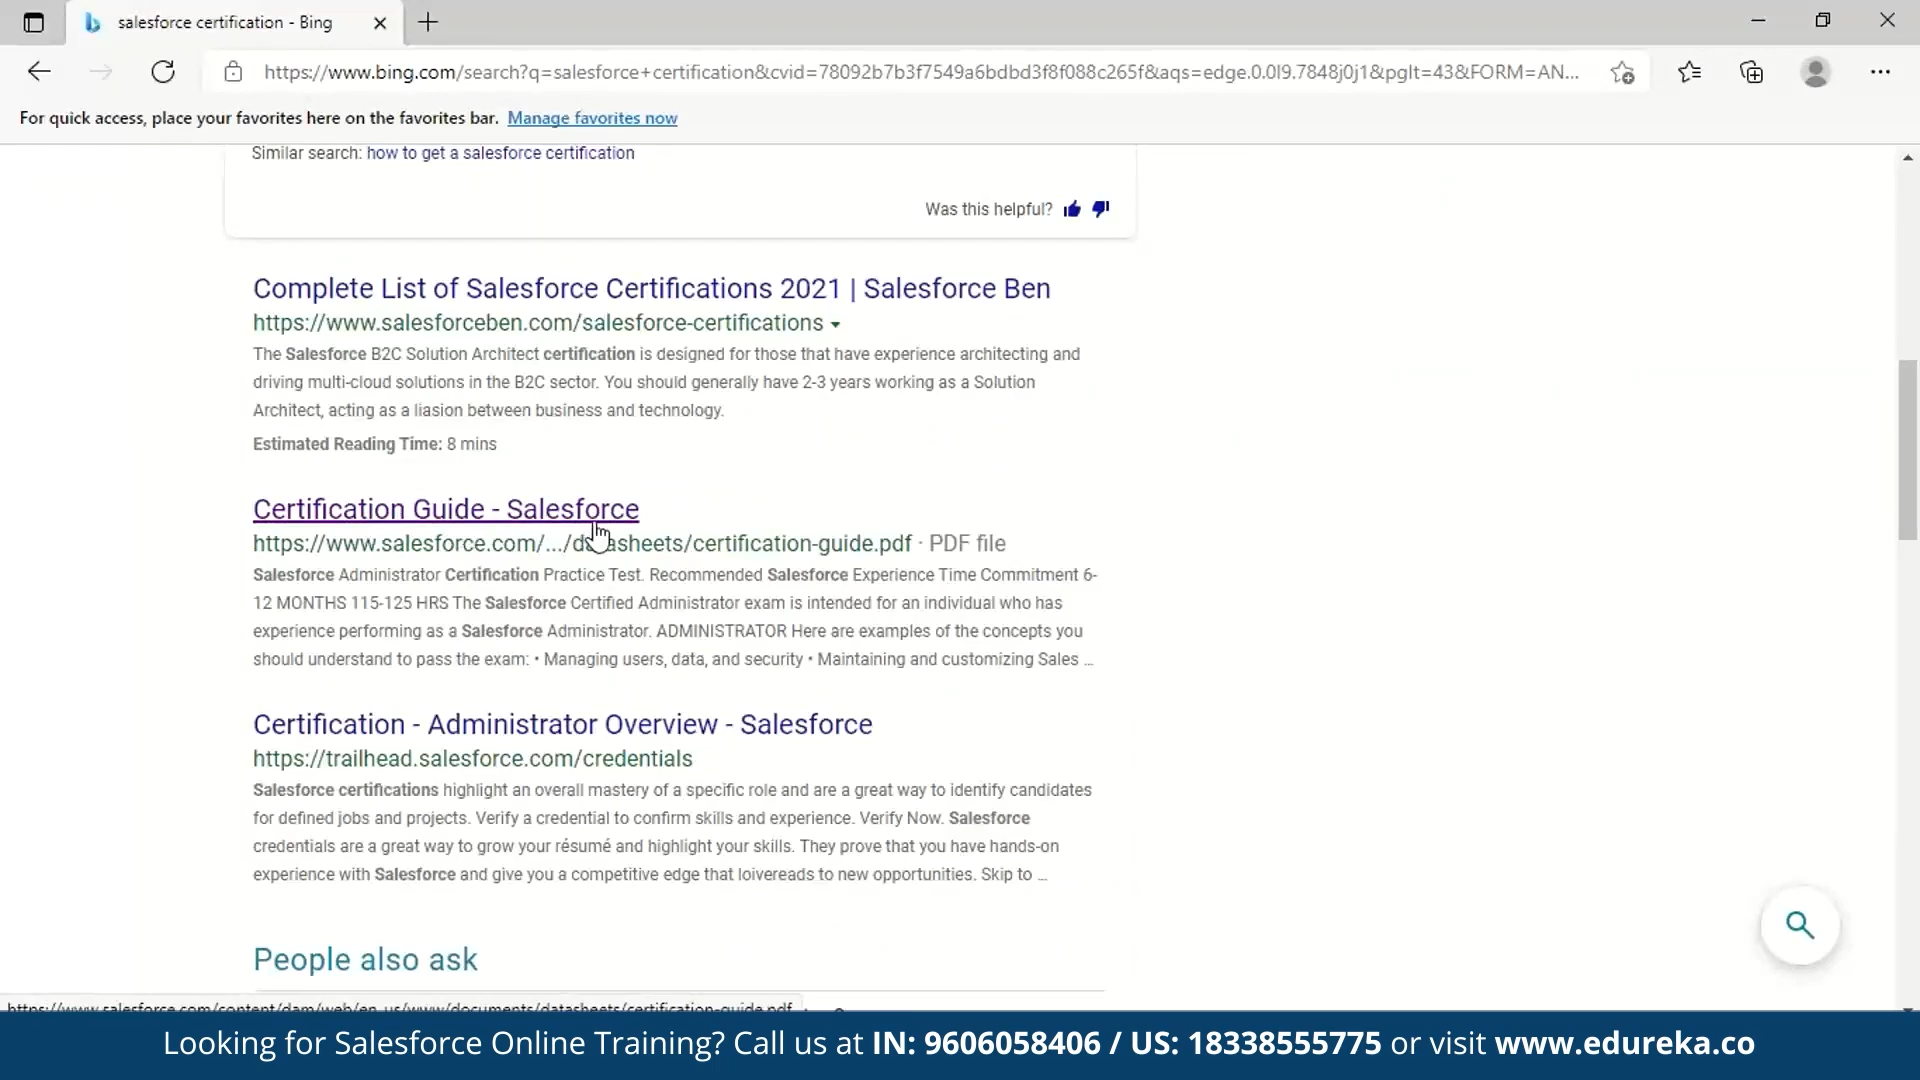 salesforce certification - Bing
https://www.bing.com/search?q=salesforce+certification&cvid=78092b7b3f7549a6bdbd3f8f088c265f&aqs=edge.0.0l9.7848j0j1&pglt=43&FORM=AN...
For quick access, place your favorites here on the favorites bar. Manage favorites now
Similar search: how to get a salesforce certification
Was this helpful?
Complete List of Salesforce Certifications 2021 | Salesforce Ben
https://www.salesforceben.com/salesforce-certifications
The Salesforce B2C Solution Architect certification is designed for those that have experience architecting and
driving multi-cloud solutions in the B2C sector. You should generally have 2-3 years working as a Solution
Architect, acting as a liasion between business and technology.
Estimated Reading Time: 8 mins
Certification Guide - Salesforce
https://www.salesforce.com/.../datasheets/certification-guide.pdf · PDF file
Salesforce Administrator Certification Practice Test. Recommended Salesforce Experience Time Commitment 6-
12 MONTHS 115-125 HRS The Salesforce Certified Administrator exam is intended for an individual who has
experience performing as a Salesforce Administrator. ADMINISTRATOR Here are examples of the concepts you
should understand to pass the exam: • Managing users, data, and security • Maintaining and customizing Sales ...
Certification - Administrator Overview - Salesforce
https://trailhead.salesforce.com/credentials
Salesforce certifications highlight an overall mastery of a specific role and are a great way to identify candidates
for defined jobs and projects. Verify a credential to confirm skills and experience. Verify Now. Salesforce
credentials are a great way to grow your résumé and highlight your skills. They prove that you have hands-on
experience with Salesforce and give you a competitive edge that loivereads to new opportunities. Skip to ...
People also ask
https://www.salesforce.com/content/dam/web/en_us/www/documents/datasheets/certification-guide.pdf
Looking for Salesforce Online Training? Call us at IN: 9606058406 / US: 18338555775 or visit www.edureka.co